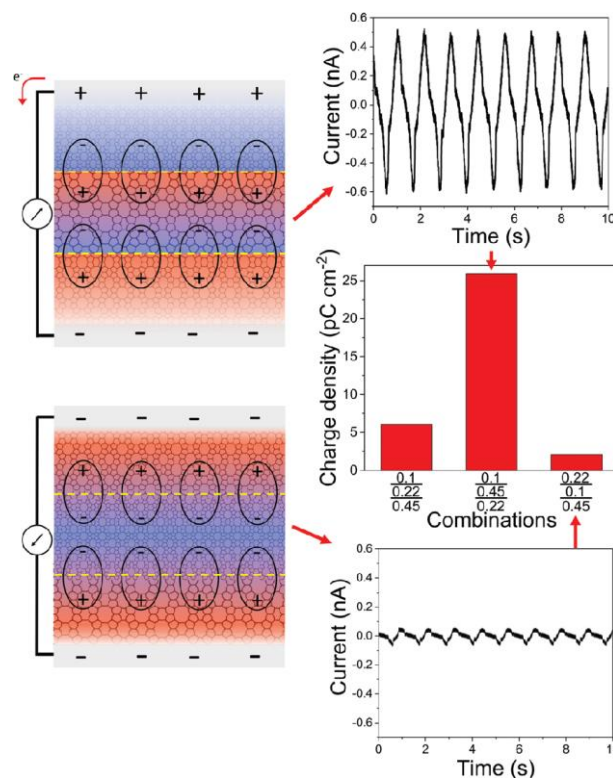 e-
+ + + +
- - - -
+ + + +
- - - -
+ + + +
- - - -
Current (nA)
0.6
0.4
0.2
0.0
-0.2
-0.4
-0.6
0 2 4 6 8 10
Time (s)
Charge density (pC cm-2)
25
20
15
10
5
0
0.1 0.1 0.22
0.22 0.45 0.1
0.45 0.22 0.45
Combinations
- - - -
+ + + +
- - - -
- - - -
+ + + +
- - - -
Current (nA)
0.6
0.4
0.2
0.0
-0.2
-0.4
-0.6
0 2 4 6 8 1
Time (s)